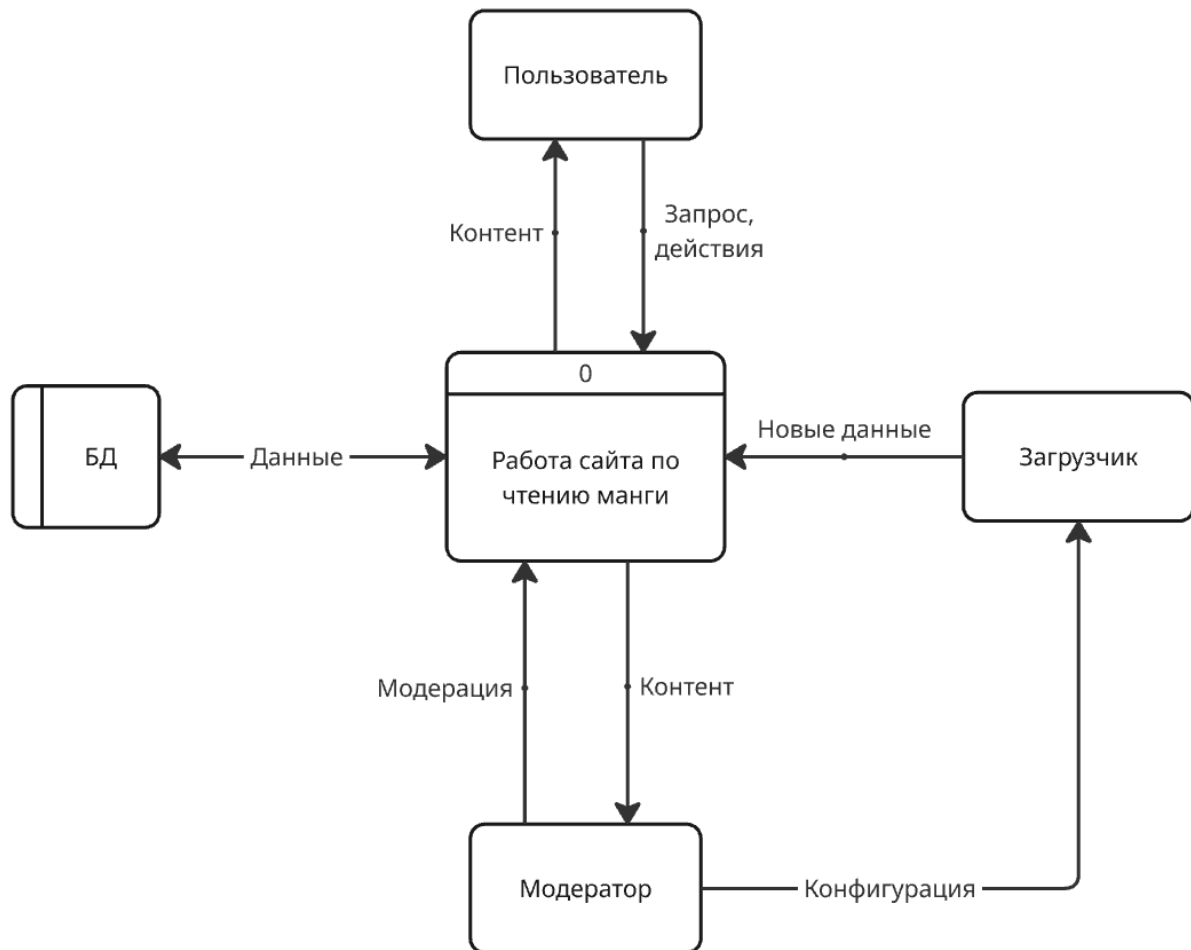 Пользователь
Контент
Запрос,
действия
0
БД
Данные
Работа сайта по
чтению манги
Новые данные
Загрузчик
Модерация
Контент
Модератор
Конфигурация